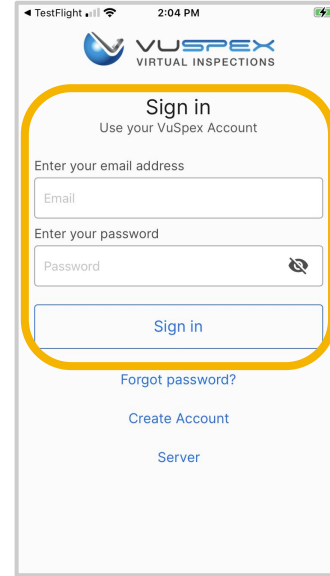 TestFlight 2:04 PM
VUSPEX
VIRTUAL INSPECTIONS
Sign in
Use your VuSpex Account
Enter your email address
Email
Enter your password
Password
Sign in
Forgot password?
Create Account
Server